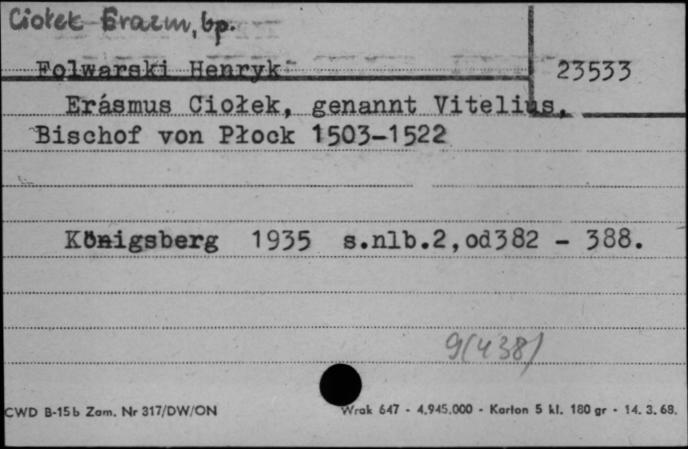 Ciołek Erazm, bp.
Folwarski Henryk 23533
Erásmus Ciołek, genannt Vitelius,
Bischof von Płock 1503-1522
Königsberg 1935 s.nlb.2,od382 - 388.
9(438)
CWD B-15b Zam. Nr 317/DW/ON Wrak 647 - 4.945.000 - Karton 5 kl. 180 gr - 14.3.68.